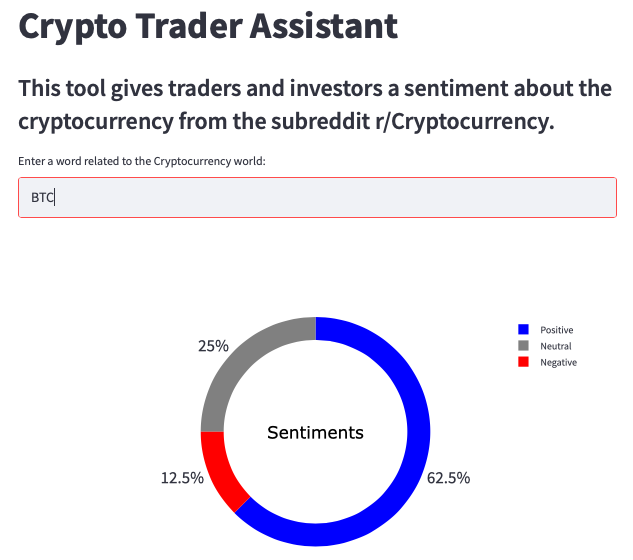 Crypto Trader Assistant
This tool gives traders and investors a sentiment about the
cryptocurrency from the subreddit r/Cryptocurrency.
Enter a word related to the Cryptocurrency world:
BTC
Positive
Neutral
Negative
25%
Sentiments
12.5%
62.5%